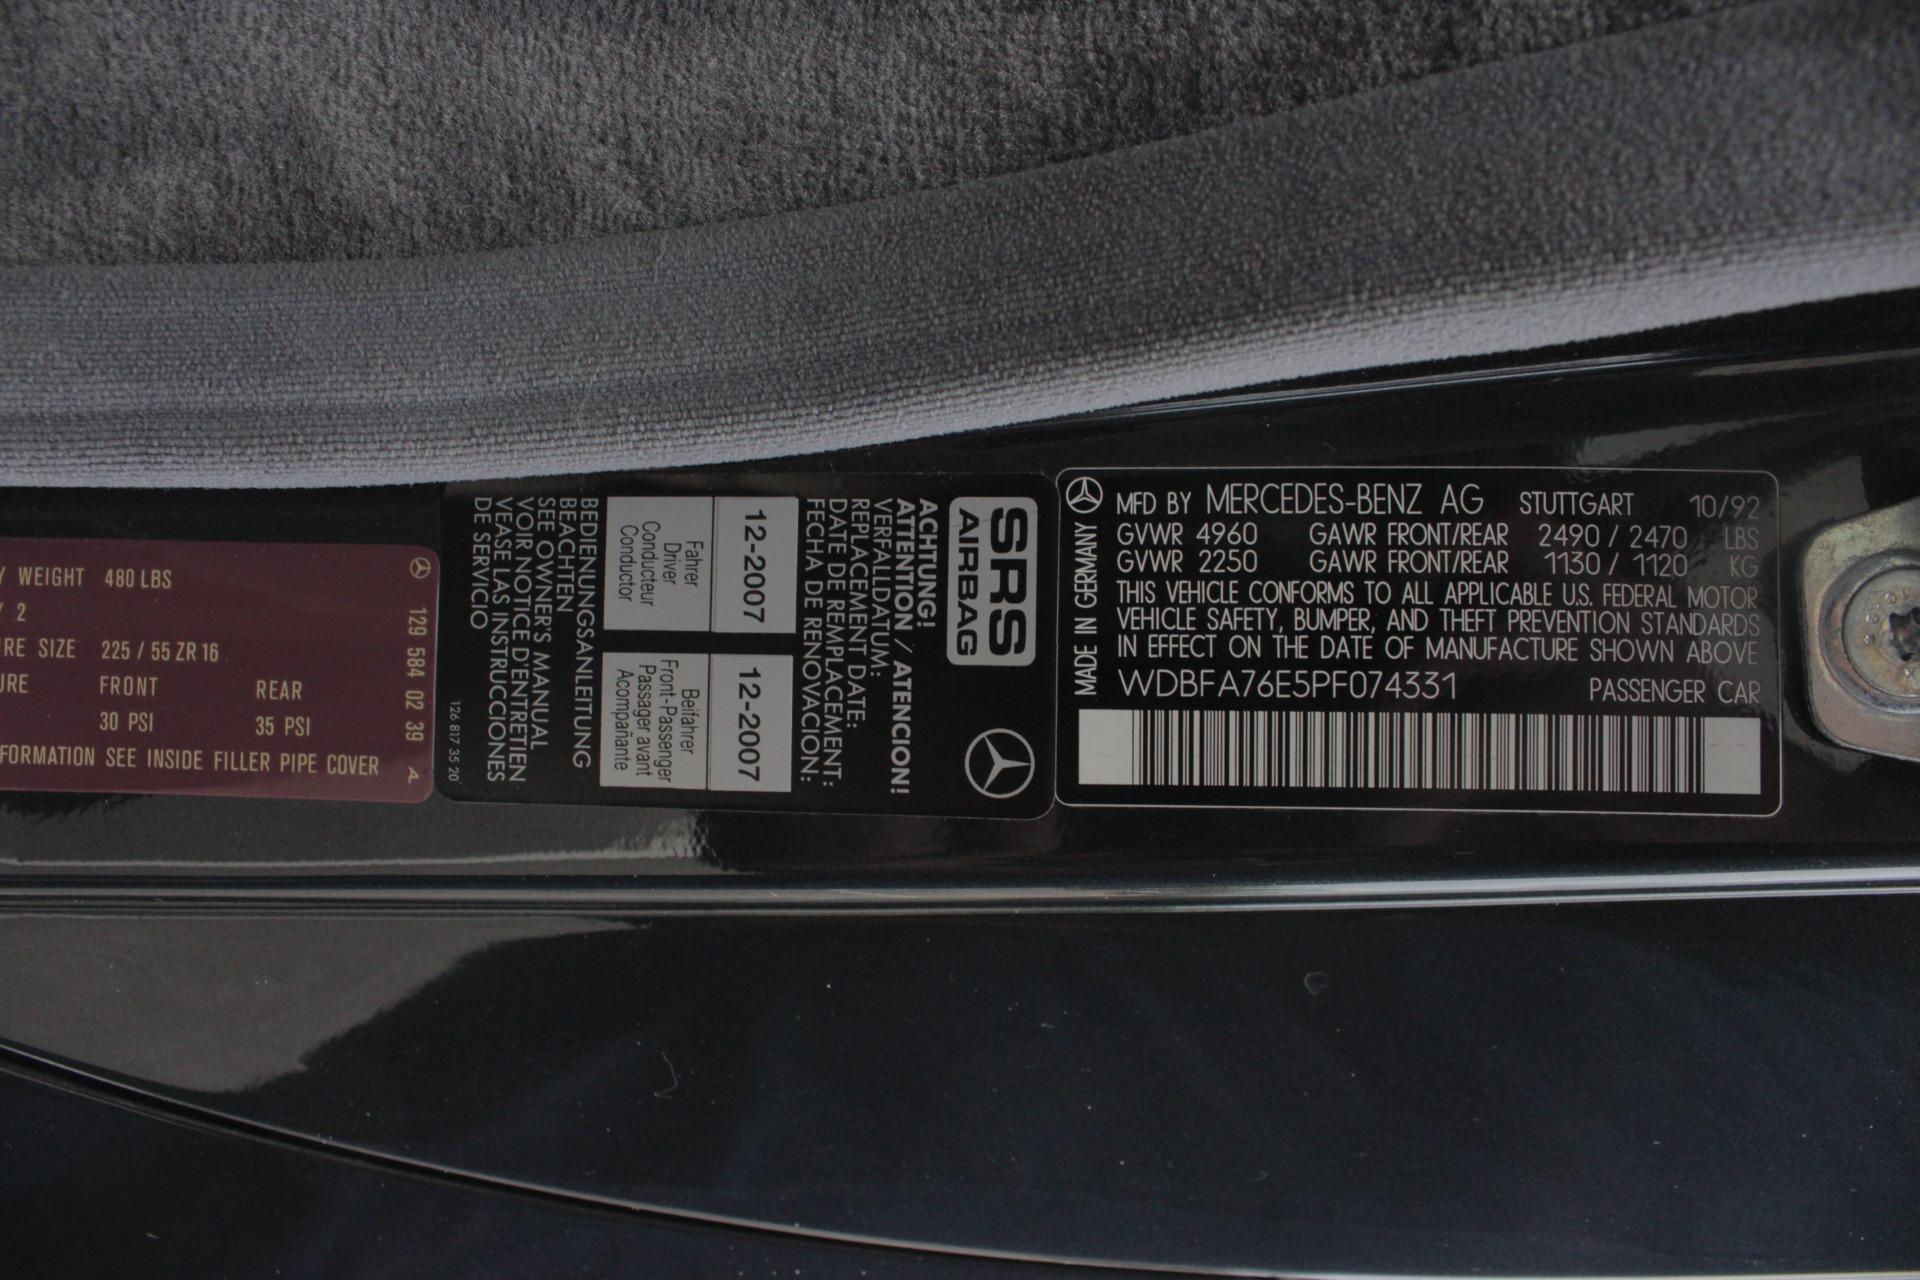 Y WEIGHT 480 LBS
Y 2
IRE SIZE 225 / 55 ZR 16
URE FRONT REAR
30 PSI 35 PSI
FORMATION SEE INSIDE FILLER PIPE COVER
129 584 02 39 A
SRS
AIRBAG
ACHTUNG!
ATTENTION / ATENCION!
VERFALLDATUM:
REPLACEMENT DATE:
DATE DE REMPLACEMENT:
FECHA DE RENOVACION:
12-2007
Fahrer
Driver
Conducteur
Conductor
12-2007
Beifahrer
Front-Passenger
Passager avant
Acompañante
BEDIENUNGSANLEITUNG
BEACHTEN
SEE OWNER'S MANUAL
VOIR NOTICE D'ENTRETIEN
VEASE LAS INSTRUCCIONES
DE SERVICIO
126 817 35 20
MADE IN GERMANY
MFD BY MERCEDES-BENZ AG STUTTGART 10/92
GVWR 4960 GAWR FRONT/REAR 2490 / 2470 LBS
GVWR 2250 GAWR FRONT/REAR 1130 / 1120 KG
THIS VEHICLE CONFORMS TO ALL APPLICABLE U.S. FEDERAL MOTOR
VEHICLE SAFETY, BUMPER, AND THEFT PREVENTION STANDARDS
IN EFFECT ON THE DATE OF MANUFACTURE SHOWN ABOVE
WDBFA76E5PF074331 PASSENGER CAR